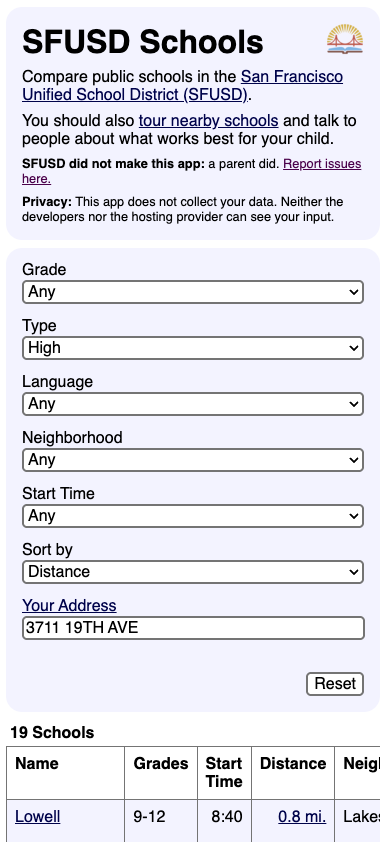 SFUSD Schools
Compare public schools in the San Francisco
Unified School District (SFUSD).
You should also tour nearby schools and talk to
people about what works best for your child.
SFUSD did not make this app: a parent did. Report issues
here.
Privacy: This app does not collect your data. Neither the
developers nor the hosting provider can see your input.
Grade
Any
Type
High
Language
Any
Neighborhood
Any
Start Time
Any
Sort by
Distance
Your Address
3711 19TH AVE
Reset
19 Schools
Name Grades Start Time Distance Neigh
Lowell 9-12 8:40 0.8 mi. Lakes